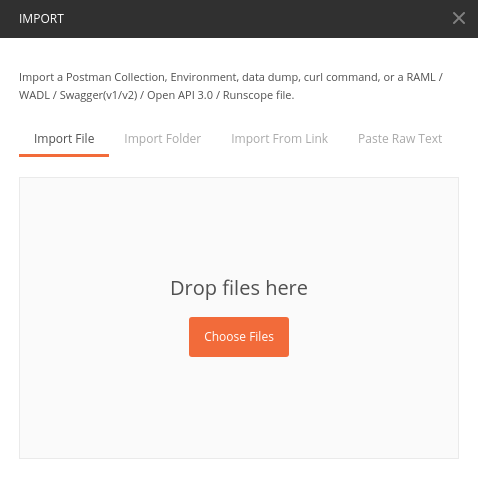 IMPORT
Import a Postman Collection, Environment, data dump, curl command, or a RAML /
WADL / Swagger(v1/v2) / Open API 3.0 / Runscope file.
Import File Import Folder Import From Link Paste Raw Text
Drop files here
Choose Files